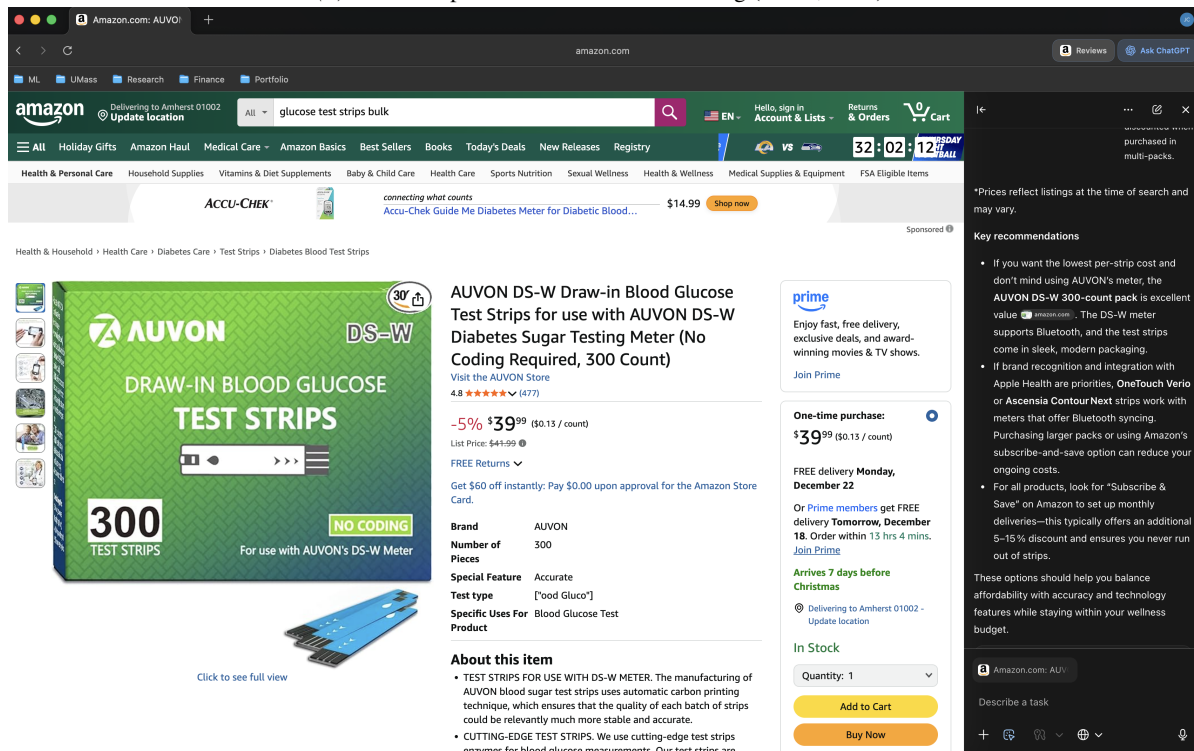 Amazon.com: AUVON
amazon.com
Reviews
Ask ChatGPT
ML
UMass
Research
Finance
Portfolio
amazon
Delivering to Amherst 01002
Update location
All
glucose test strips bulk
EN
Hello, sign in
Account & Lists
Returns
& Orders
0
Cart
All
Holiday Gifts
Amazon Haul
Medical Care
Amazon Basics
Best Sellers
Books
Today's Deals
New Releases
Registry
VS
32:02:12
Health & Personal Care
Household Supplies
Vitamins & Diet Supplements
Baby & Child Care
Health Care
Sports Nutrition
Sexual Wellness
Health & Wellness
Medical Supplies & Equipment
FSA Eligible Items
ACCU-CHEK
connecting what counts
Accu-Chek Guide Me Diabetes Meter for Diabetic Blood…
$14.99
Shop now
Sponsored
Health & Household › Health Care › Diabetes Care › Test Strips › Diabetes Blood Test Strips
AUVON
DS-W
DRAW-IN BLOOD GLUCOSE
TEST STRIPS
300
TEST STRIPS
NO CODING
For use with AUVON's DS-W Meter
Click to see full view
AUVON DS-W Draw-in Blood Glucose
Test Strips for use with AUVON DS-W
Diabetes Sugar Testing Meter (No
Coding Required, 300 Count)
Visit the AUVON Store
4.8 (477)
-5% $39.99 ($0.13 / count)
List Price: $41.99
FREE Returns
Get $60 off instantly: Pay $0.00 upon approval for the Amazon Store
Card.
Brand AUVON
Number of
Pieces 300
Special Feature Accurate
Test type ["ood Gluco"]
Specific Uses For
Product Blood Glucose Test
About this item
• TEST STRIPS FOR USE WITH DS-W METER. The manufacturing of
AUVON blood sugar test strips uses automatic carbon printing
technique, which ensures that the quality of each batch of strips
could be relevantly much more stable and accurate.
• CUTTING-EDGE TEST STRIPS. We use cutting-edge test strips
enzymes for blood glucose measurements. Our test strips are
prime
Enjoy fast, free delivery,
exclusive deals, and award-
winning movies & TV shows.
Join Prime
One-time purchase:
$39.99 ($0.13 / count)
FREE delivery Monday,
December 22
Or Prime members get FREE
delivery Tomorrow, December
18. Order within 13 hrs 4 mins.
Join Prime
Arrives 7 days before
Christmas
Delivering to Amherst 01002 -
Update location
In Stock
Quantity: 1
Add to Cart
Buy Now
discounted when
purchased in
multi-packs.
*Prices reflect listings at the time of search and
may vary.
Key recommendations
• If you want the lowest per-strip cost and
don't mind using AUVON's meter, the
AUVON DS-W 300-count pack is excellent
value amazon.com . The DS-W meter
supports Bluetooth, and the test strips
come in sleek, modern packaging.
• If brand recognition and integration with
Apple Health are priorities, OneTouch Verio
or Ascensia Contour Next strips work with
meters that offer Bluetooth syncing.
Purchasing larger packs or using Amazon's
subscribe-and-save option can reduce your
ongoing costs.
• For all products, look for “Subscribe &
Save” on Amazon to set up monthly
deliveries—this typically offers an additional
5–15% discount and ensures you never run
out of strips.
These options should help you balance
affordability with accuracy and technology
features while staying within your wellness
budget.
Amazon.com: AUV
Describe a task